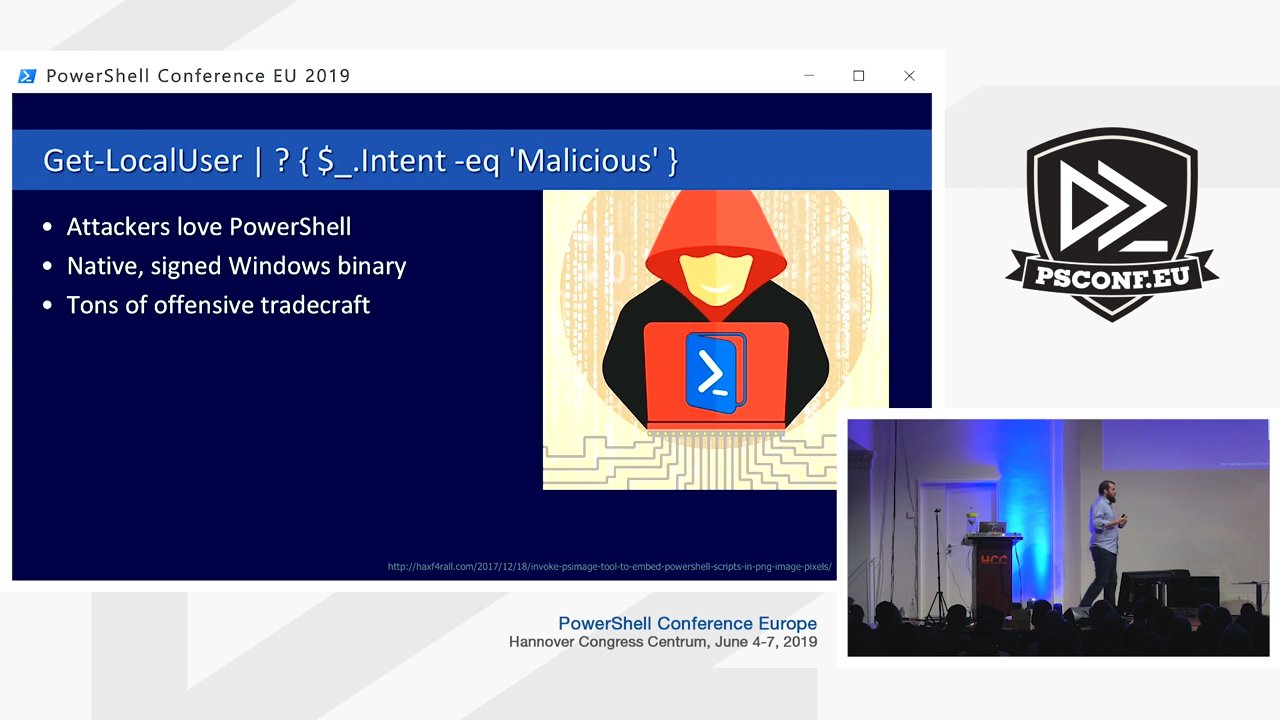 PowerShell Conference EU 2019
Get-LocalUser | ? { $_.Intent -eq 'Malicious' }
• Attackers love PowerShell
• Native, signed Windows binary
• Tons of offensive tradecraft
http://haxf4rall.com/2017/12/18/invoke-psimage-tool-to-embed-powershell-scripts-in-png-image-pixels/
PSCONF.EU
HCC
PowerShell Conference Europe
Hannover Congress Centrum, June 4-7, 2019